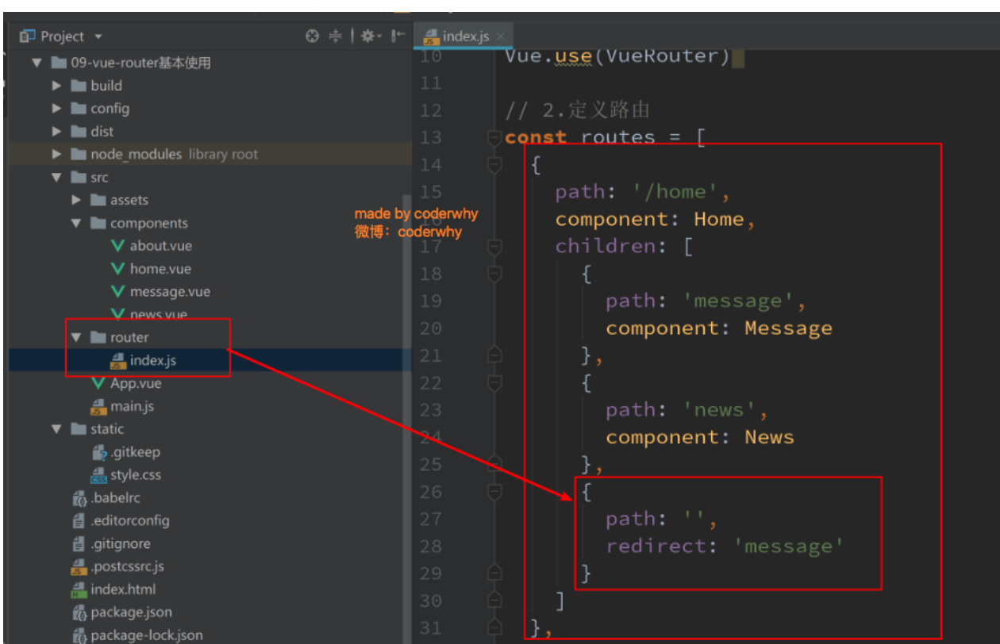 Project
index.js
09-vue-router基本使用
build
config
dist
node_modules library root
src
assets
components
about.vue
home.vue
message.vue
news.vue
router
index.js
App.vue
main.js
static
.gitkeep
style.css
.babelrc
.editorconfig
.gitignore
.postcssrc.js
index.html
package.json
package-lock.json
made by coderwhy
微博：coderwhy
10 Vue.use(VueRouter)
11
12 // 2.定义路由
13 const routes = [
14 {
15 path: '/home',
16 component: Home,
17 children: [
18 {
19 path: 'message',
20 component: Message
21 },
22 {
23 path: 'news',
24 component: News
25 },
26 {
27 path: '',
28 redirect: 'message'
29 }
30 ]
31 },